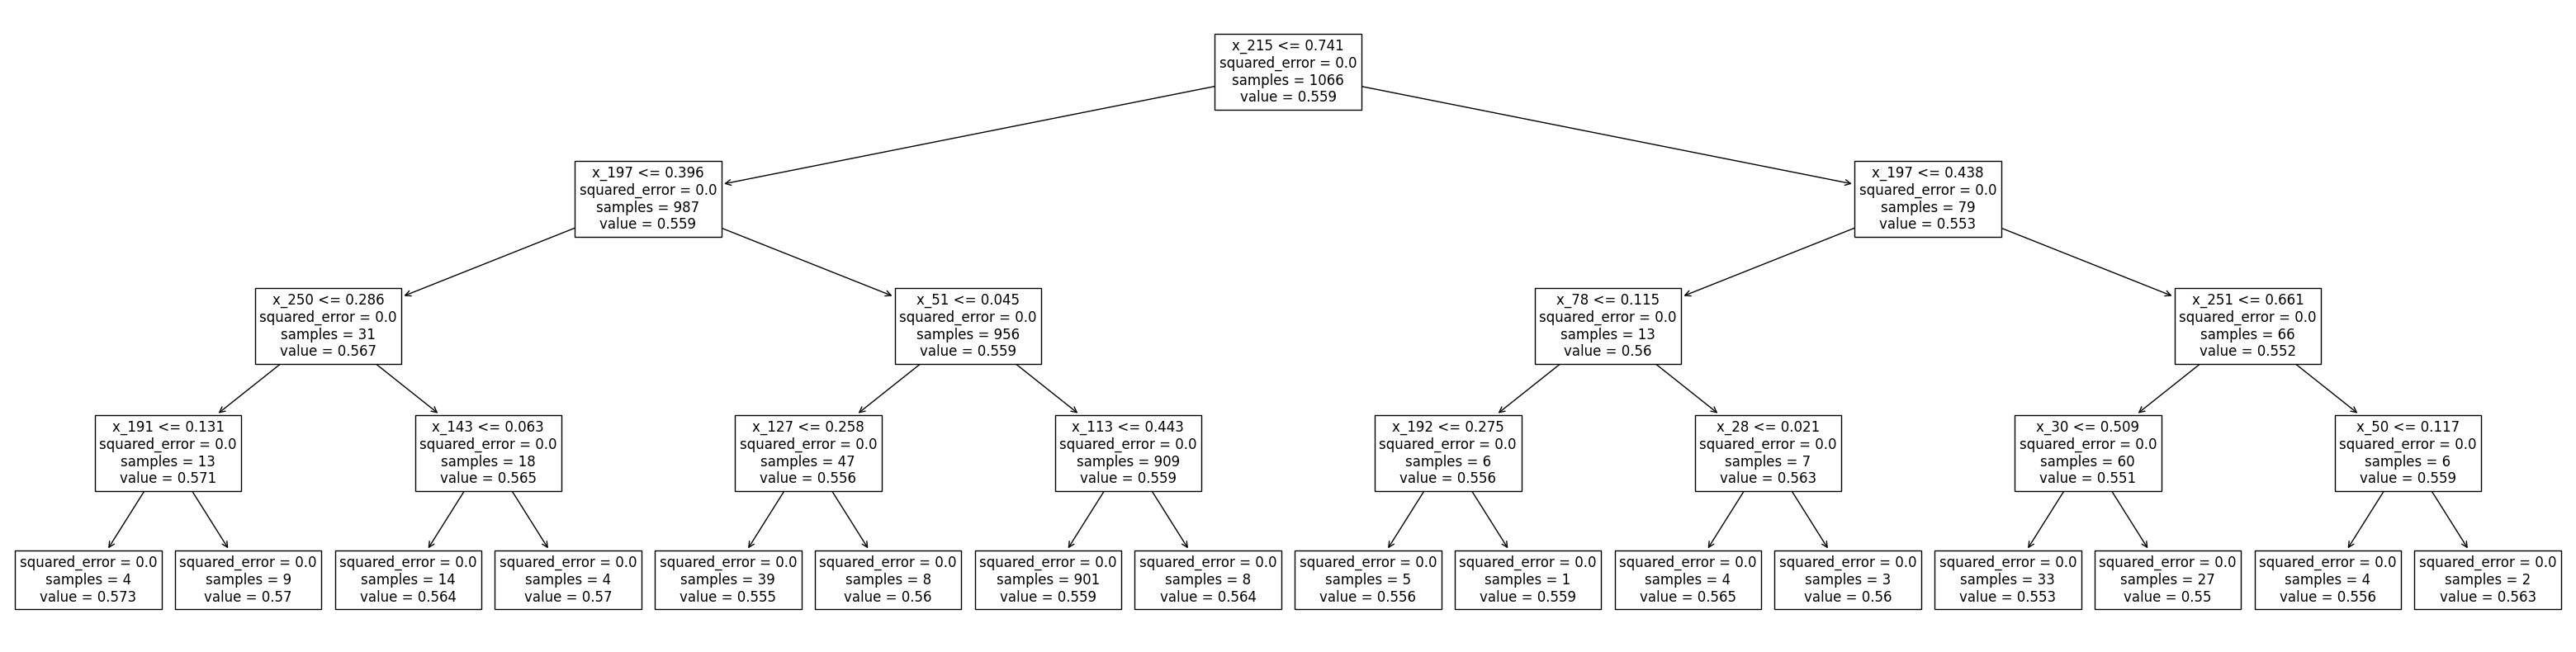 x_215 <= 0.741
squared_error = 0.0
samples = 1066
value = 0.559
x_197 <= 0.396
squared_error = 0.0
samples = 987
value = 0.559
x_197 <= 0.438
squared_error = 0.0
samples = 79
value = 0.553
x_250 <= 0.286
squared_error = 0.0
samples = 31
value = 0.567
x_51 <= 0.045
squared_error = 0.0
samples = 956
value = 0.559
x_78 <= 0.115
squared_error = 0.0
samples = 13
value = 0.56
x_251 <= 0.661
squared_error = 0.0
samples = 66
value = 0.552
x_191 <= 0.131
squared_error = 0.0
samples = 13
value = 0.571
x_143 <= 0.063
squared_error = 0.0
samples = 18
value = 0.565
x_127 <= 0.258
squared_error = 0.0
samples = 47
value = 0.556
x_113 <= 0.443
squared_error = 0.0
samples = 909
value = 0.559
x_192 <= 0.275
squared_error = 0.0
samples = 6
value = 0.556
x_28 <= 0.021
squared_error = 0.0
samples = 7
value = 0.563
x_30 <= 0.509
squared_error = 0.0
samples = 60
value = 0.551
x_50 <= 0.117
squared_error = 0.0
samples = 6
value = 0.559
squared_error = 0.0
samples = 4
value = 0.573
squared_error = 0.0
samples = 9
value = 0.57
squared_error = 0.0
samples = 14
value = 0.564
squared_error = 0.0
samples = 4
value = 0.57
squared_error = 0.0
samples = 39
value = 0.555
squared_error = 0.0
samples = 8
value = 0.56
squared_error = 0.0
samples = 901
value = 0.559
squared_error = 0.0
samples = 8
value = 0.564
squared_error = 0.0
samples = 5
value = 0.556
squared_error = 0.0
samples = 1
value = 0.559
squared_error = 0.0
samples = 4
value = 0.565
squared_error = 0.0
samples = 3
value = 0.56
squared_error = 0.0
samples = 33
value = 0.553
squared_error = 0.0
samples = 27
value = 0.55
squared_error = 0.0
samples = 4
value = 0.556
squared_error = 0.0
samples = 2
value = 0.563